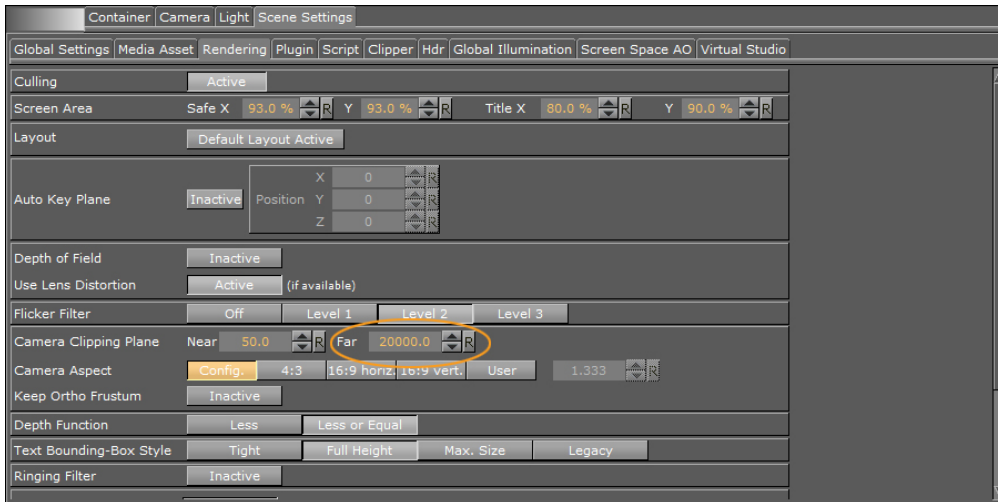 Container Camera Light Scene Settings
Global Settings Media Asset Rendering Plugin Script Clipper Hdr Global Illumination Screen Space AO Virtual Studio
Culling Active
Screen Area Safe X 93.0 % R Y 93.0 % R Title X 80.0 % R Y 90.0 % R
Layout Default Layout Active
X 0 R
Auto Key Plane Inactive Position Y 0 R
Z 0 R
Depth of Field Inactive
Use Lens Distortion Active (if available)
Flicker Filter Off Level 1 Level 2 Level 3
Camera Clipping Plane Near 50.0 R Far 20000.0 R
Camera Aspect Config. 4:3 16:9 horiz. 16:9 vert. User 1.333 R
Keep Ortho Frustum Inactive
Depth Function Less Less or Equal
Text Bounding-Box Style Tight Full Height Max. Size Legacy
Ringing Filter Inactive